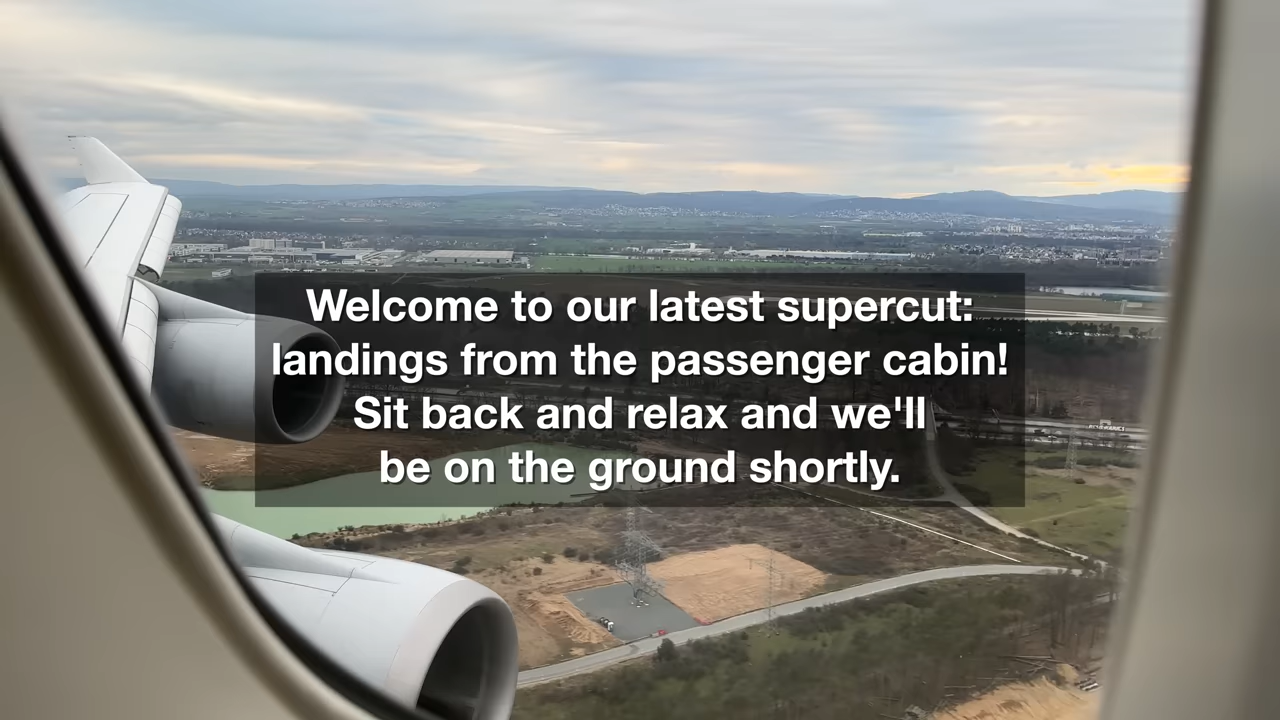 Welcome to our latest supercut:
landings from the passenger cabin!
Sit back and relax and we'll
be on the ground shortly.